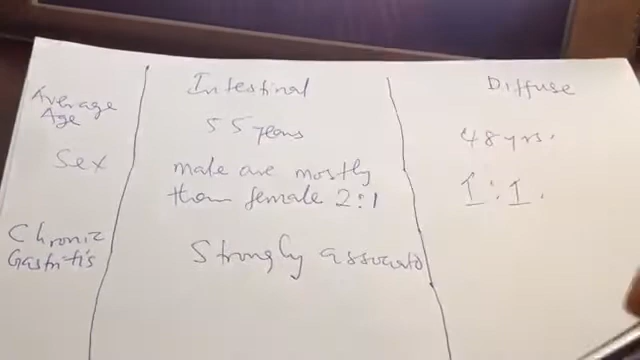 Intestinal
Diffuse
Average
Age
55 years
48 yrs.
Sex
male are mostly
than female 2:1
1:1.
Chronic
Gastritis
Strongly associato